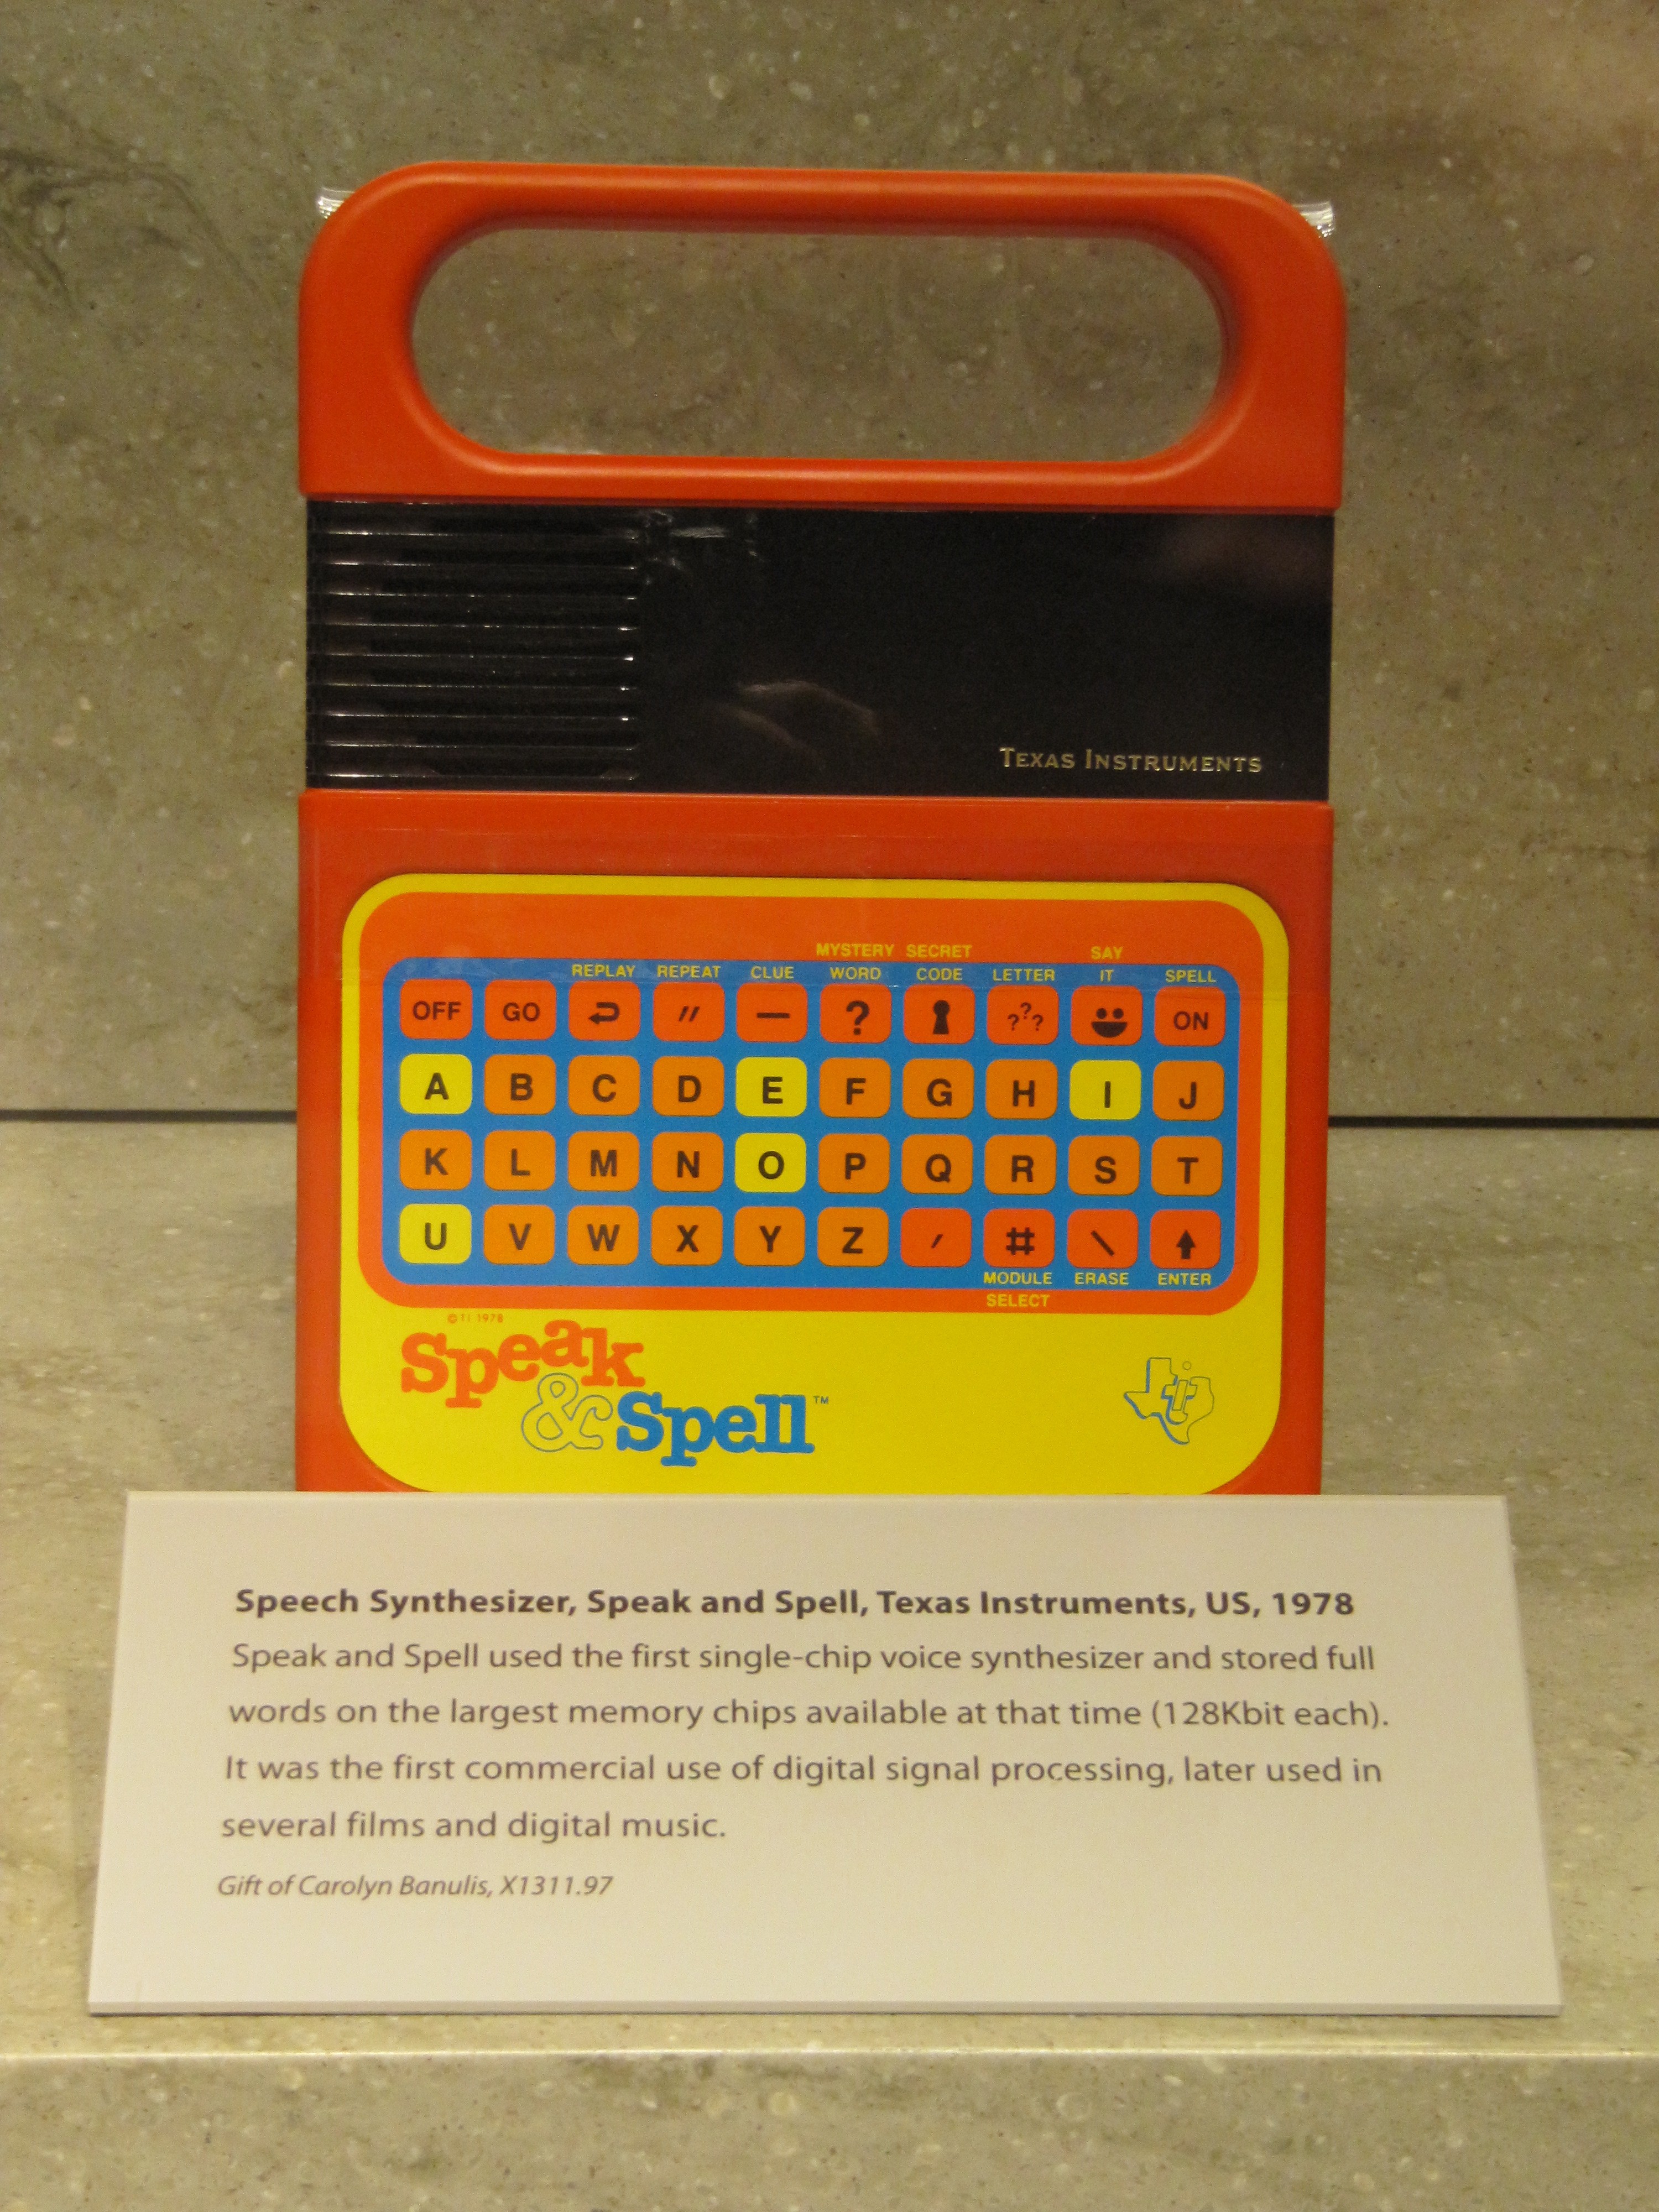 TEXAS INSTRUMENTS
MYSTERY SECRET SAY
REPLAY REPEAT CLUE WORD CODE LETTER IT SPELL
OFF GO ↩ // — ? ??? ON
A B C D E F G H I J
K L M N O P Q R S T
U V W X Y Z ′ # \ ↑
MODULE ERASE ENTER
SELECT
© TI 1978
Speak
& Spell™
Speech Synthesizer, Speak and Spell, Texas Instruments, US, 1978
Speak and Spell used the first single-chip voice synthesizer and stored full
words on the largest memory chips available at that time (128Kbit each).
It was the first commercial use of digital signal processing, later used in
several films and digital music.
Gift of Carolyn Banulis, X1311.97